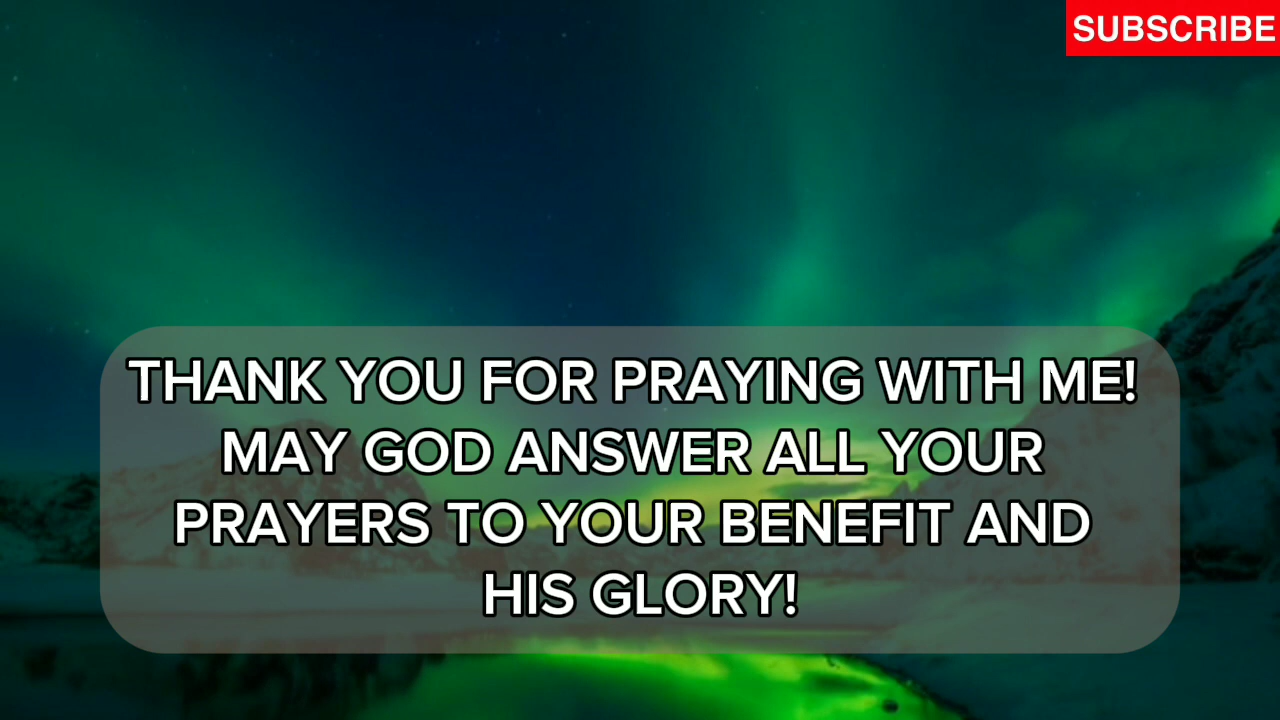 SUBSCRIBE
THANK YOU FOR PRAYING WITH ME!
MAY GOD ANSWER ALL YOUR
PRAYERS TO YOUR BENEFIT AND
HIS GLORY!